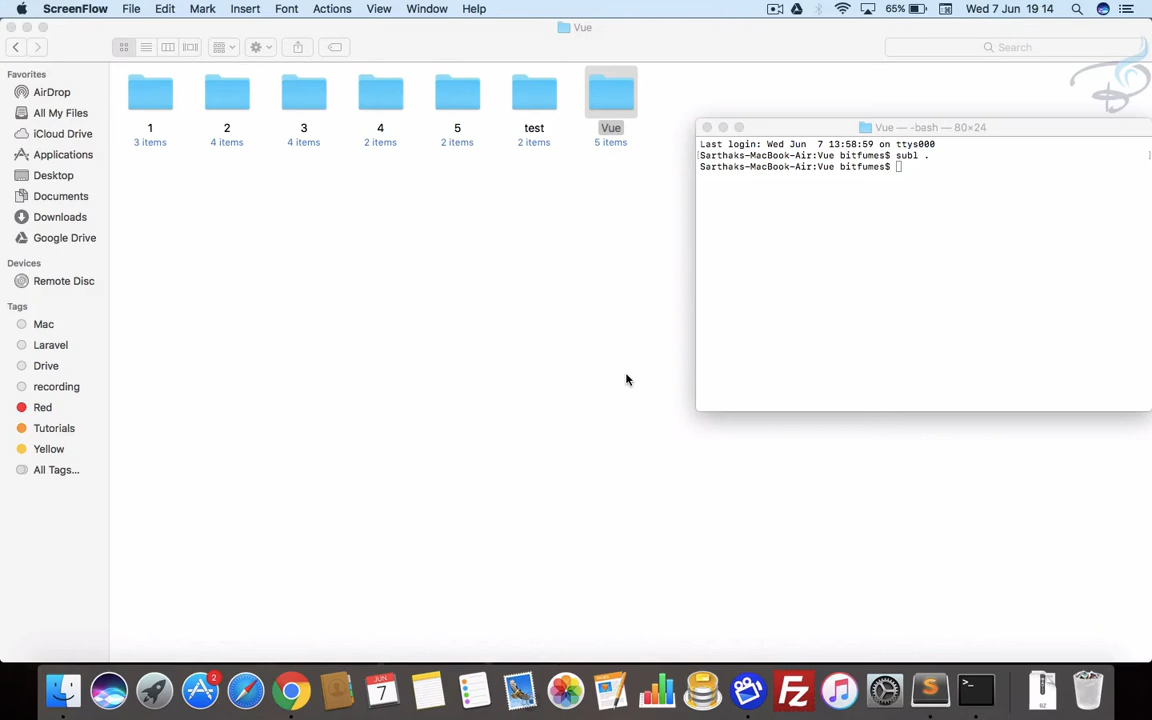 ScreenFlow File Edit Mark Insert Font Actions View Window Help 65% Wed 7 Jun 19 14
Vue
Search
Favorites
AirDrop
All My Files
iCloud Drive
Applications
Desktop
Documents
Downloads
Google Drive
Devices
Remote Disc
Tags
Mac
Laravel
Drive
recording
Red
Tutorials
Yellow
All Tags...
1 2 3 4 5 test Vue
3 items 4 items 4 items 2 items 2 items 2 items 5 items
Vue — -bash — 80×24
Last login: Wed Jun 7 13:58:59 on ttys000
[Sarthaks-MacBook-Air:Vue bitfumes$ subl . ]
Sarthaks-MacBook-Air:Vue bitfumes$
2
JUN
7
>_
FZ